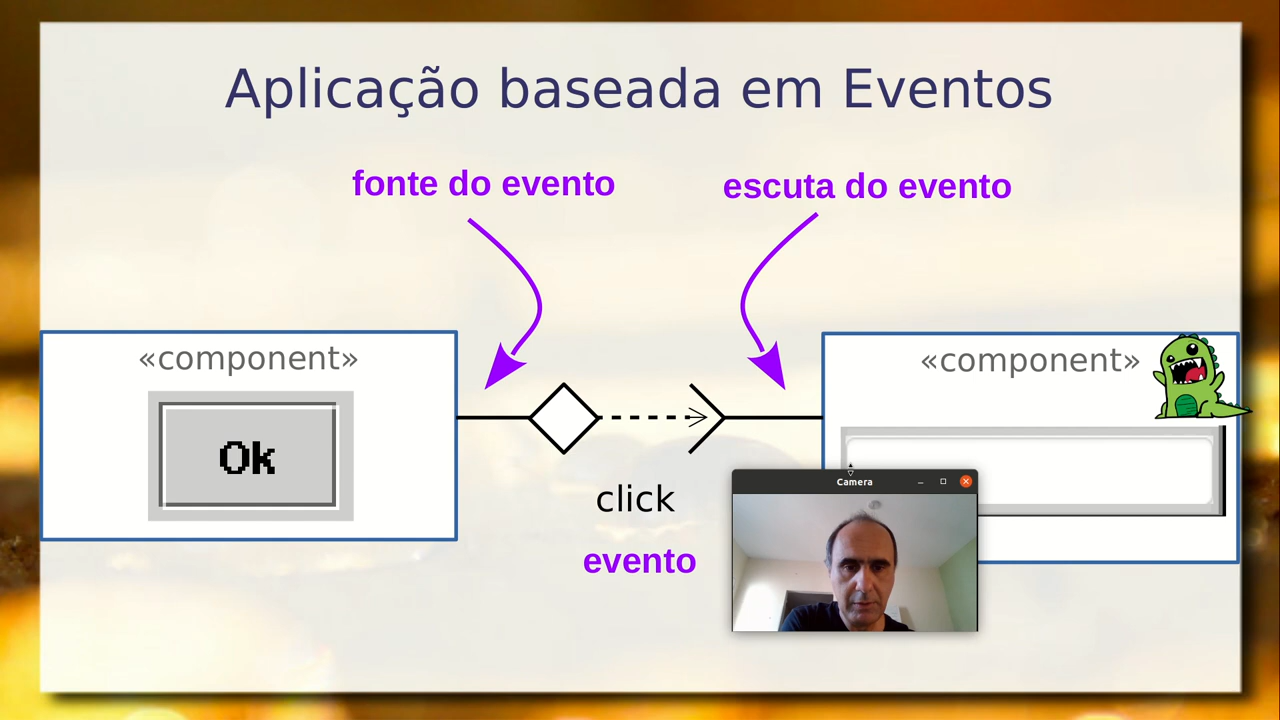 Aplicação baseada em Eventos
fonte do evento
escuta do evento
«component»
«component»
Ok
click
evento
Camera